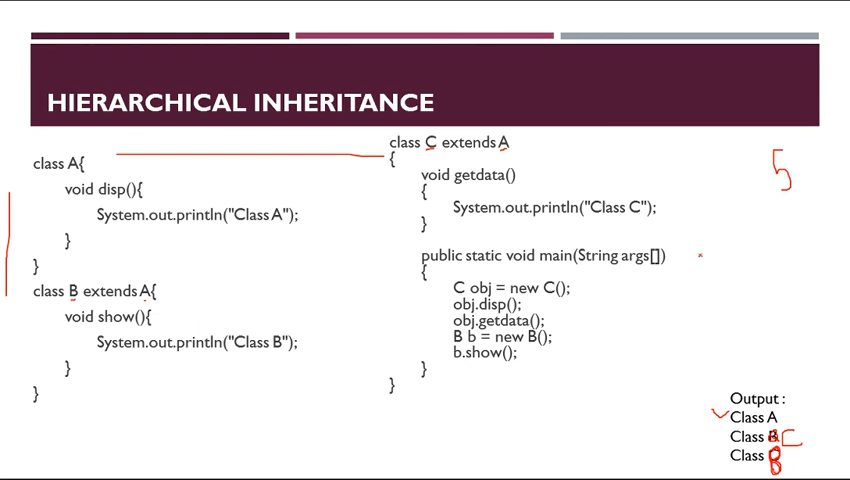 HIERARCHICAL INHERITANCE
class A{
void disp(){
System.out.println("Class A");
}
}
class B extends A{
void show(){
System.out.println("Class B");
}
}
class C extends A
{
void getdata()
{
System.out.println("Class C");
}
public static void main(String args[])
{
C obj = new C();
obj.disp();
obj.getdata();
B b = new B();
b.show();
}
}
5
Output :
Class A
Class B C
Class C
B